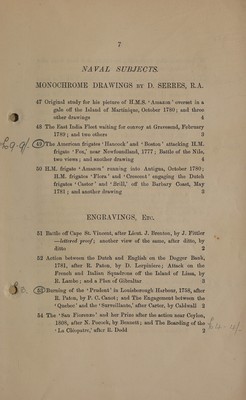 7
NAVAL SUBJECTS.
MONOCHROME DRAWINGS BY D. SERRES, R.A.
47 Original study for his picture of H.M.S. ‘Amazon’ overset in a
gale off the Island of Martinique, October 1780; and three
other drawings 4
48 The East India Fleet waiting for convoy at Gravesend, February
1780; and two others 3
49 The American frigates ‘Hancock’ and ‘Boston’ attacking H.M.
frigate ‘Fox,’ near Newfoundland, 1777; Battle of the Nile,
two views; and another drawing 4
50 H.M. frigate ‘Amazon’ running into Antigua, October 1780;
H.M. frigates ‘Flora’ and ‘Crescent’ engaging the Dutch
frigates ‘Castor’ and ‘Brill,’ off the Barbary Coast, May
1781; and another drawing 3
ENGRAVINGS, ETC.
51 Battle off Cape St. Vincent, after Lieut. J. Brenton, by J. Fittler
—lettered proof; another view of the same, after ditto, by
ditto 2
52 Action between the Dutch and English on the Dogger Bank,
1781, after R. Paton, by D. Lerpinière; Attack on the
French and Italian Squadrons off the Island of Lissa, by
R. Lambe; and a Plan of Gibraltar 3
53 Burning of the ‘Prudent’ in Louisbourgh Harbour, 1758, after
R. Paton, by P. C. Canot; and The Engagement between the
‘Quebec’ and the ‘Surveillante,’ after Carter, by Caldwall 2
54 The ‘San Fiorenzo’ and her Prize after the action near Ceylon,
1808, after N. Pocock, by Bennett; and The Boarding of the
‘La Cléopatre,’ after R. Dodd 2